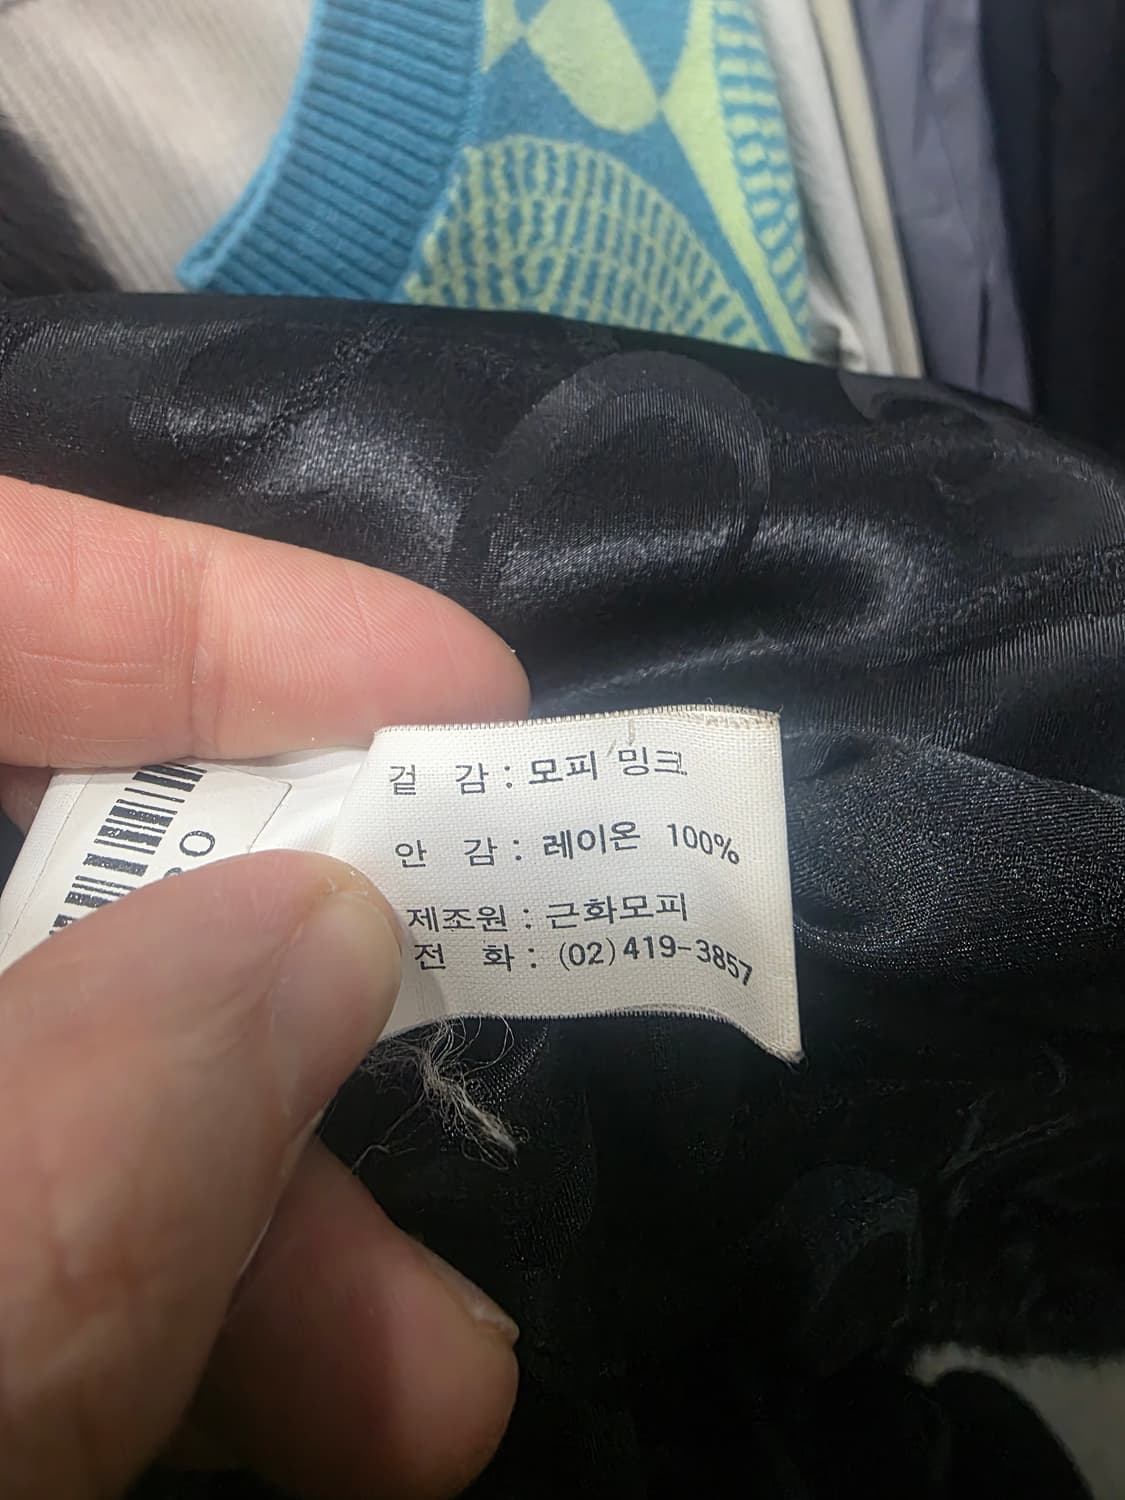 겉 감 : 모피 밍크
안 감 : 레이온 100%
제조원 : 근화모피
전 화 : (02)419-3857